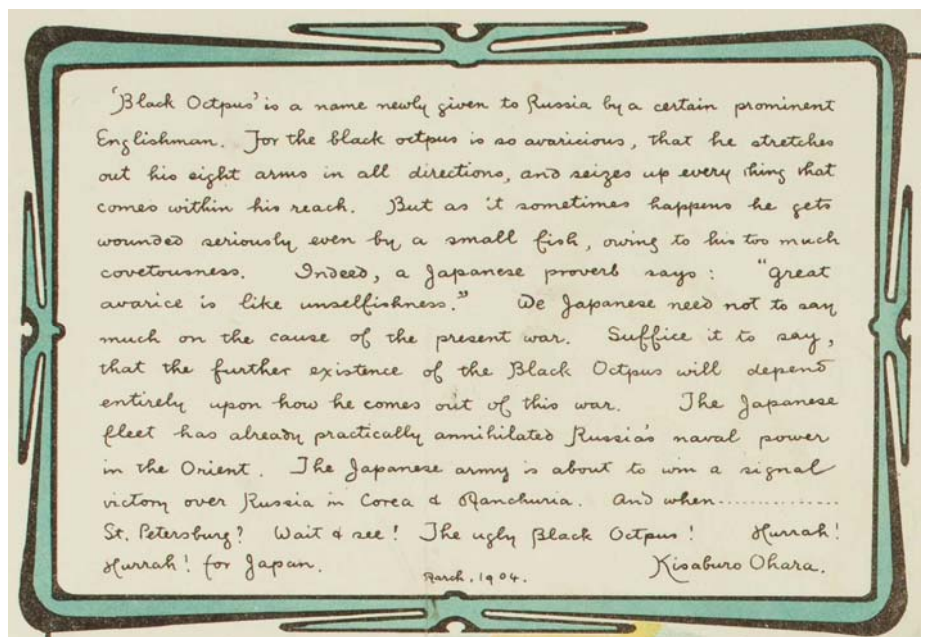 'Black Octpus' is a name newly given to Russia by a certain prominent
Englishman. For the black octpus is so avaricious, that he stretches
out his eight arms in all directions, and seizes up every thing that
comes within his reach. But as it sometimes happens he gets
wounded seriously even by a small fish, owing to his too much
covetousness. Indeed, a Japanese proverb says: "Great
avarice is like unselfishness." We Japanese need not to say
much on the cause of the present war. Suffice it to say,
that the further existence of the Black Octpus will depend
entirely upon how he comes out of this war. The Japanese
fleet has already practically annihilated Russia's naval power
in the Orient. The Japanese army is about to win a signal
victory over Russia in Corea & Manchuria. And when..............
St. Petersburg? Wait & see! The ugly Black Octpus! Hurrah!
Hurrah! for Japan. Kisaburo Ohara.
March, 1904.